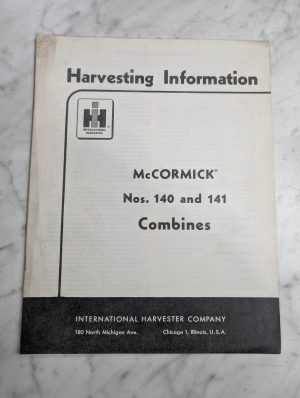 Harvesting Information
IH
INTERNATIONAL
HARVESTER
McCORMICK®
Nos. 140 and 141
Combines
INTERNATIONAL HARVESTER COMPANY
180 North Michigan Ave. Chicago 1, Illinois, U.S.A.